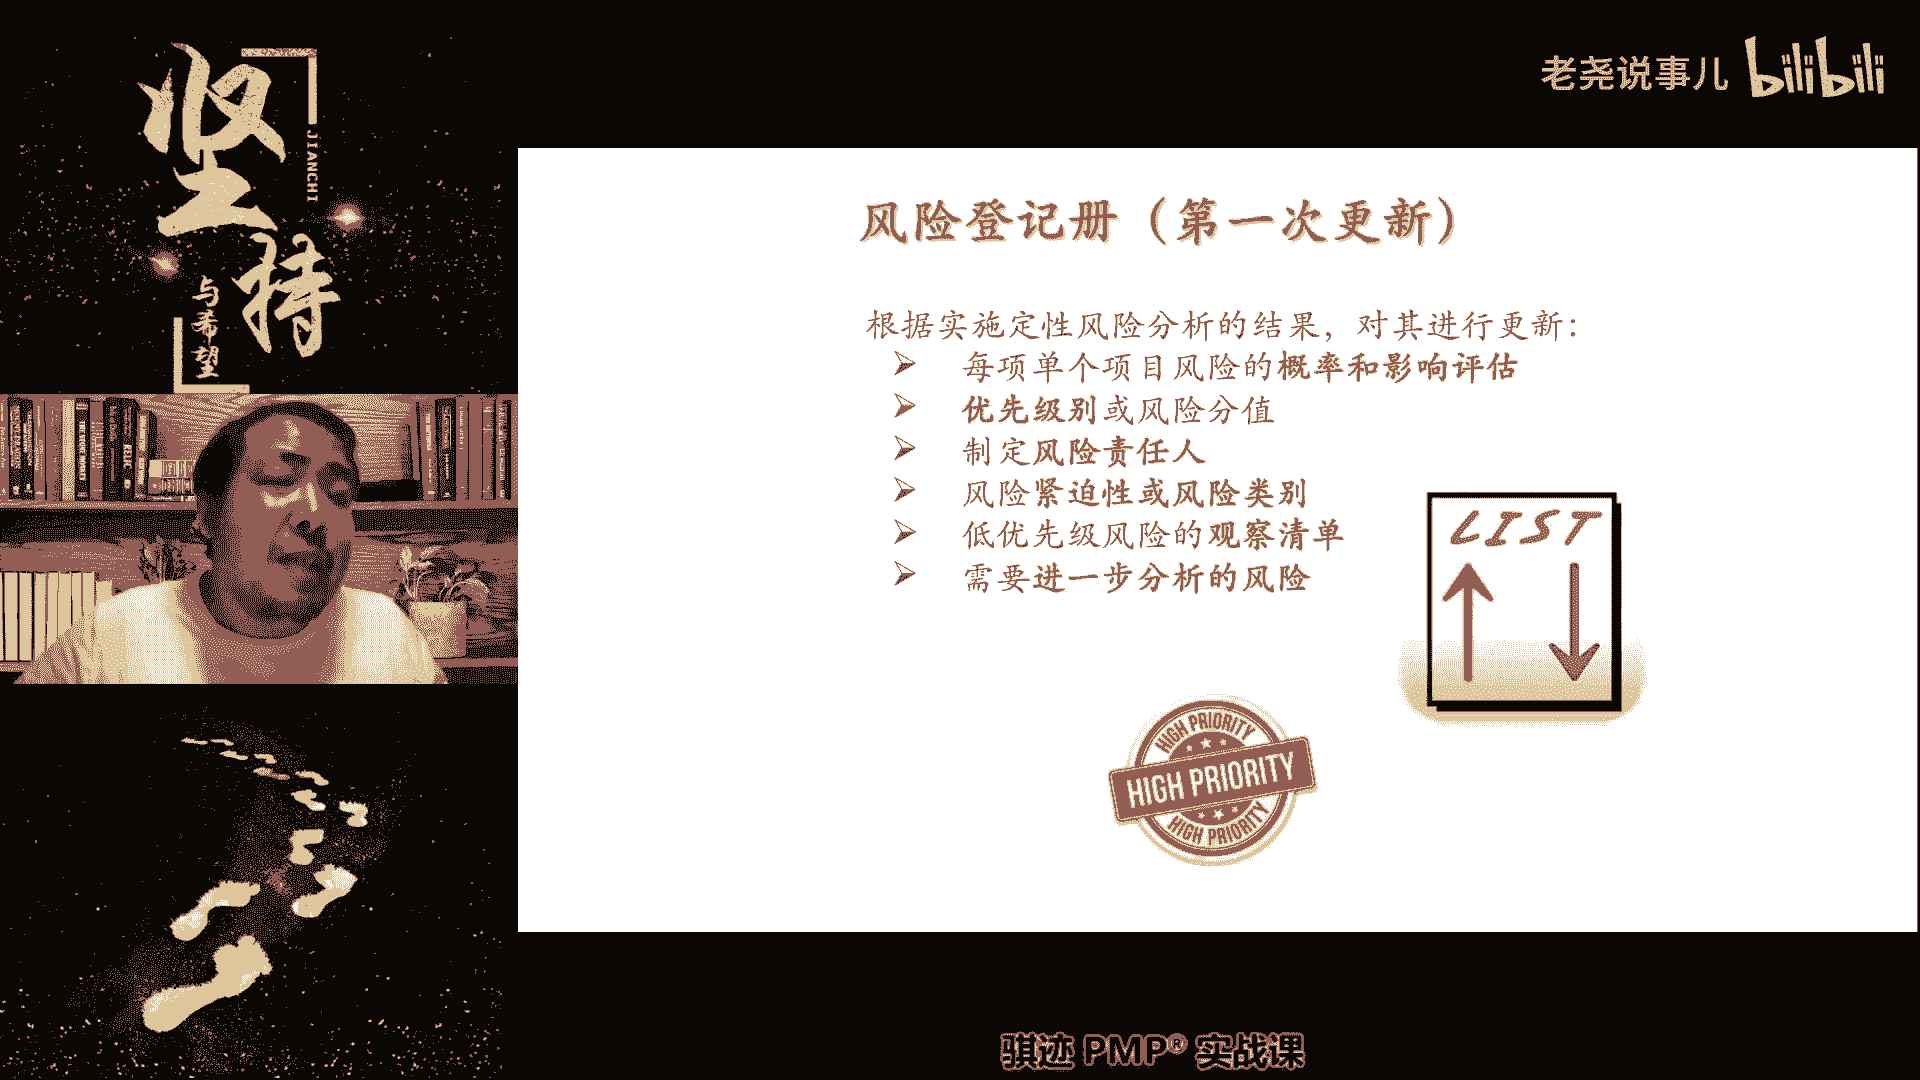 坚持
JIANCHI
与希望
老尧说事儿 bilibili
风险登记册（第一次更新）
根据实施定性风险分析的结果，对其进行更新：
➢ 每项单个项目风险的概率和影响评估
➢ 优先级别或风险分值
➢ 制定风险责任人
➢ 风险紧迫性或风险类别
➢ 低优先级风险的观察清单
➢ 需要进一步分析的风险
LIST
HIGH PRIORITY
HIGH PRIORITY
HIGH PRIORITY
骐迹 PMP® 实战课